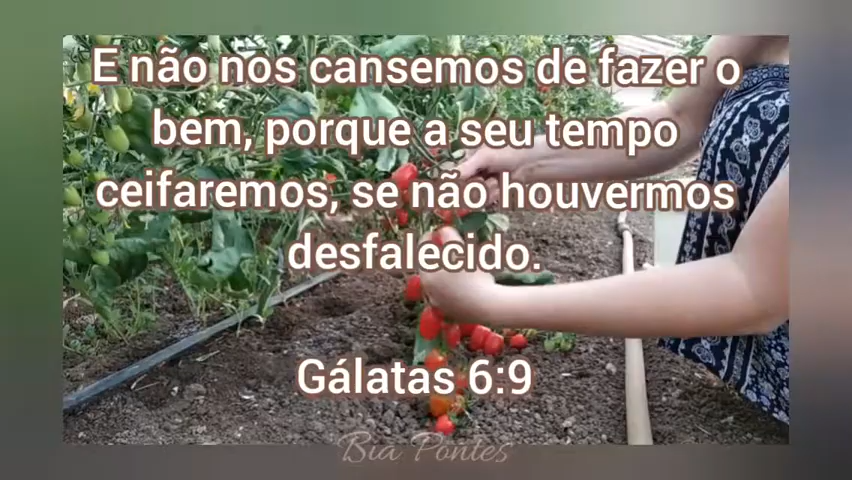 E não nos cansemos de fazer o
bem, porque a seu tempo
ceifaremos, se não houvermos
desfalecido.
Gálatas 6:9
Bia Pontes